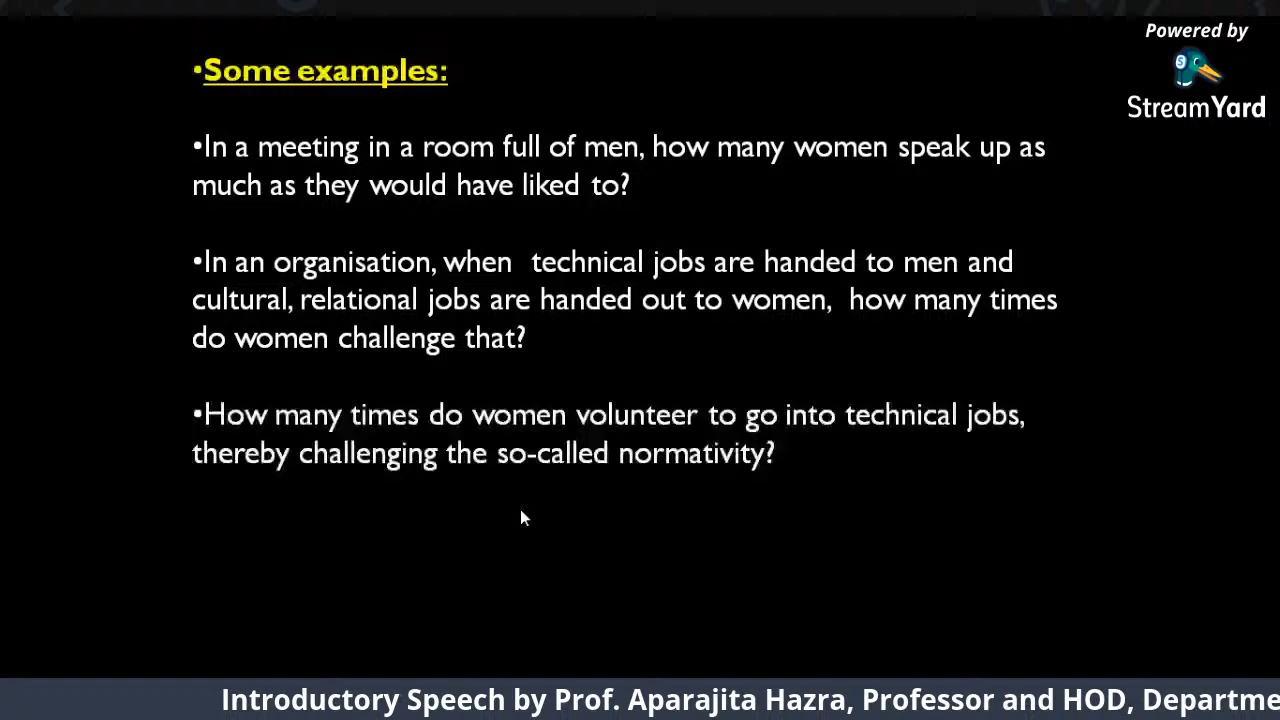 Powered by
StreamYard
•Some examples:
•In a meeting in a room full of men, how many women speak up as
much as they would have liked to?
•In an organisation, when technical jobs are handed to men and
cultural, relational jobs are handed out to women, how many times
do women challenge that?
•How many times do women volunteer to go into technical jobs,
thereby challenging the so-called normativity?
Introductory Speech by Prof. Aparajita Hazra, Professor and HOD, Departme